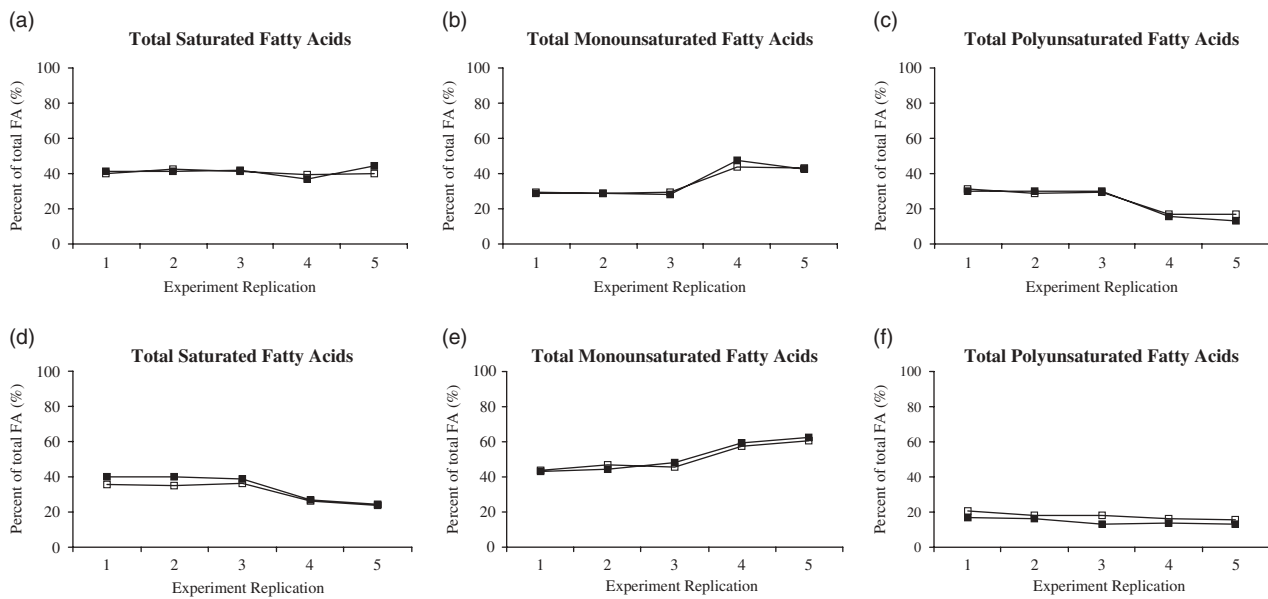 (a)
Total Saturated Fatty Acids
Percent of total FA (%)
100
80
60
40
20
0
1 2 3 4 5
Experiment Replication
(b)
Total Monounsaturated Fatty Acids
Percent of total FA (%)
100
80
60
40
20
0
1 2 3 4 5
Experiment Replication
(c)
Total Polyunsaturated Fatty Acids
Percent of total FA (%)
100
80
60
40
20
0
1 2 3 4 5
Experiment Replication
(d)
Total Saturated Fatty Acids
Percent of total FA (%)
100
80
60
40
20
0
1 2 3 4 5
Experiment Replication
(e)
Total Monounsaturated Fatty Acids
Percent of total FA (%)
100
80
60
40
20
0
1 2 3 4 5
Experiment Replication
(f)
Total Polyunsaturated Fatty Acids
Percent of total FA (%)
100
80
60
40
20
0
1 2 3 4 5
Experiment Replication